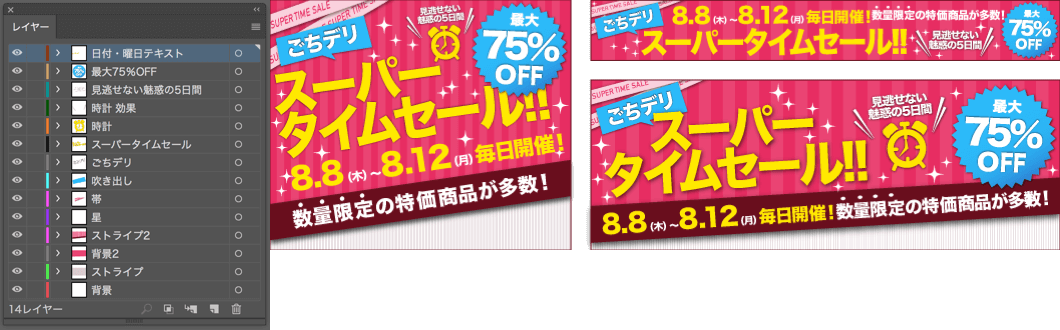 レイヤー
日付・曜日テキスト
最大75%OFF
見逃せない魅惑の5日間
時計 効果
時計
スーパータイムセール
ごちデリ
吹き出し
帯
星
ストライプ2
背景2
ストライプ
背景
14レイヤー
SUPER TIME SALE
ごちデリ
見逃せない
魅惑の5日間
最大
75%
OFF
スーパー
タイムセール!!
8.8(木)~8.12(月)毎日開催!
数量限定の特価商品が多数!
SUPER TIME SALE
ごちデリ
8.8(木)~8.12(月)毎日開催!数量限定の特価商品が多数!
スーパータイムセール!!
見逃せない
魅惑の5日間
最大
75%
OFF
SUPER TIME SALE
ごちデリ
スーパー
タイムセール!!
見逃せない
魅惑の5日間
最大
75%
OFF
8.8(木)~8.12(月)毎日開催!数量限定の特価商品が多数!